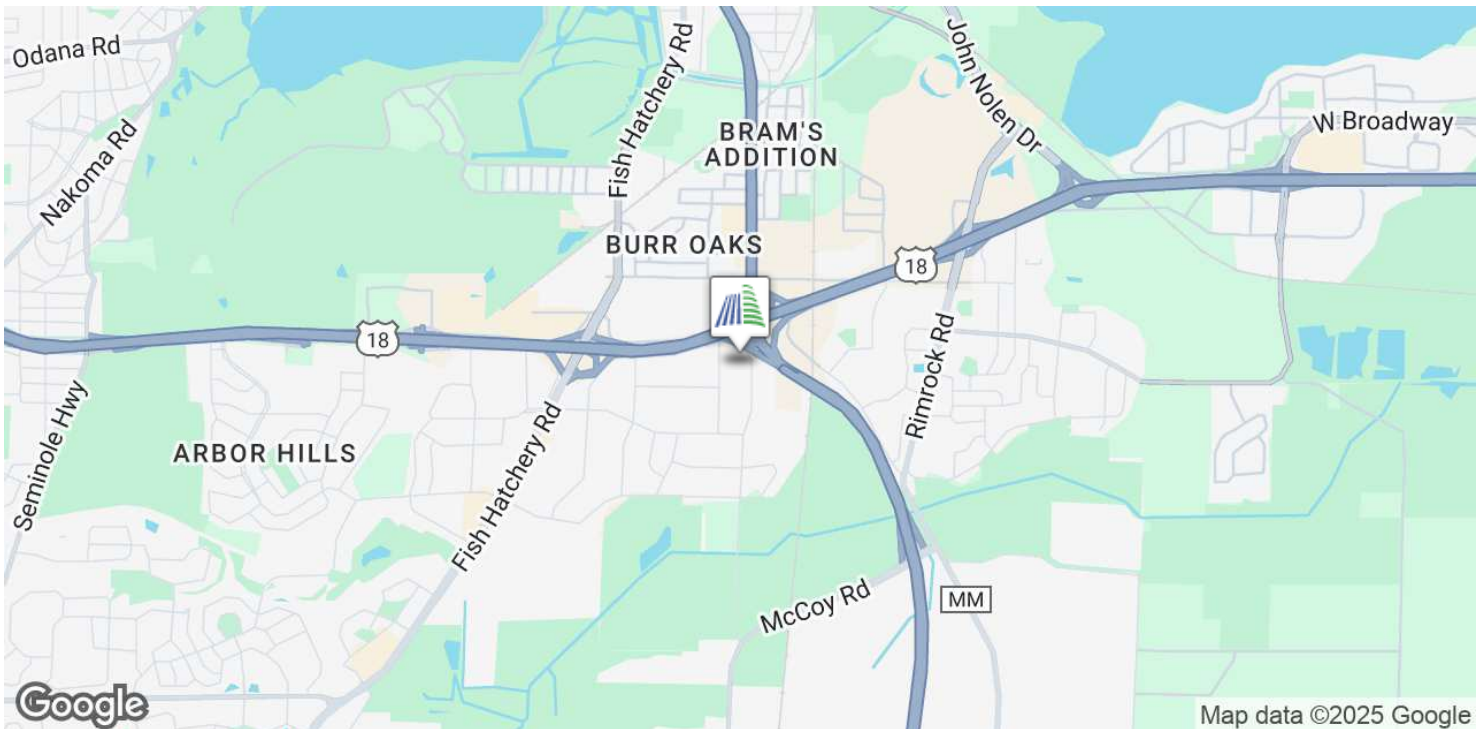 Odana Rd
Nakoma Rd
Fish Hatchery Rd
John Nolen Dr
W Broadway
BRAM'S
ADDITION
BURR OAKS
18
18
Rimrock Rd
Seminole Hwy
ARBOR HILLS
Fish Hatchery Rd
McCoy Rd
MM
Google
Map data ©2025 Google